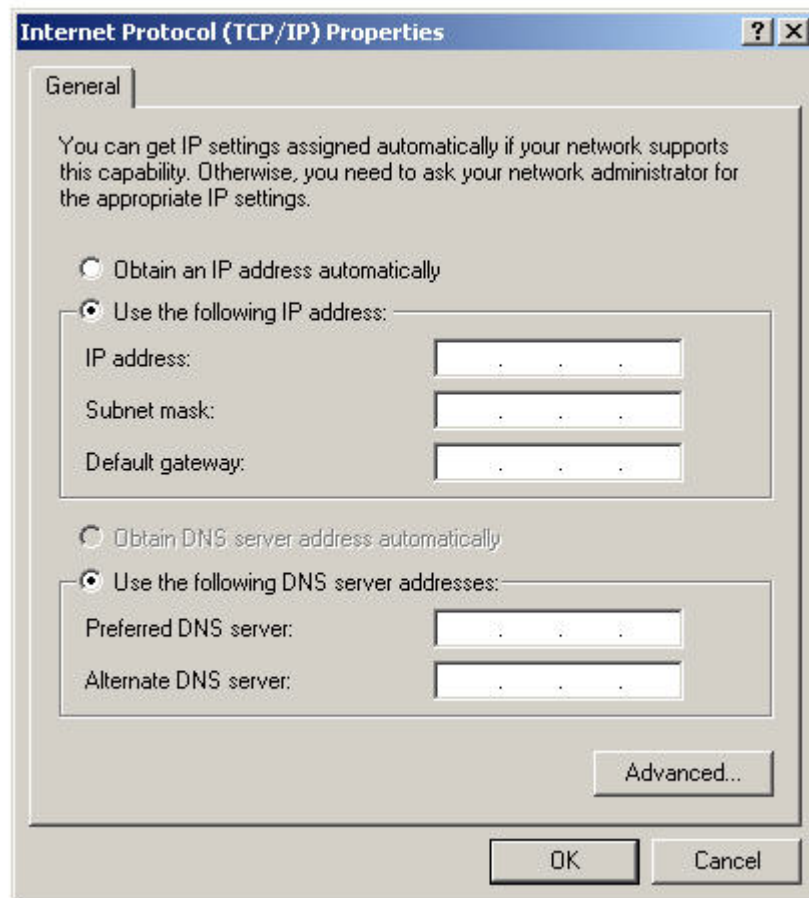 Internet Protocol (TCP/IP) Properties
General
You can get IP settings assigned automatically if your network supports
this capability. Otherwise, you need to ask your network administrator for
the appropriate IP settings.
Obtain an IP address automatically
Use the following IP address:
IP address:
Subnet mask:
Default gateway:
Obtain DNS server address automatically
Use the following DNS server addresses:
Preferred DNS server:
Alternate DNS server:
Advanced...
OK Cancel